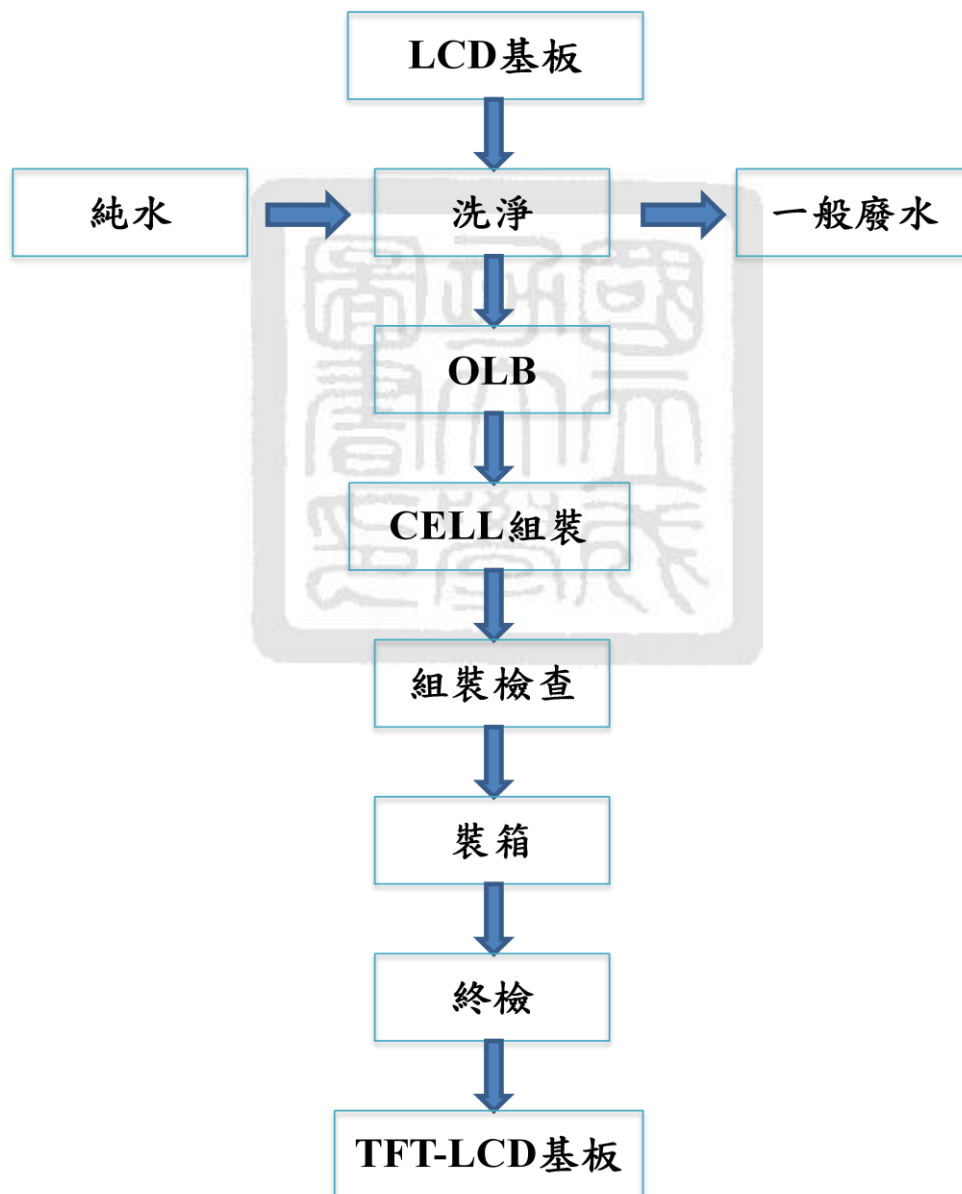 LCD基板
純水
洗淨
一般廢水
OLB
CELL組裝
組裝檢查
裝箱
終檢
TFT-LCD基板